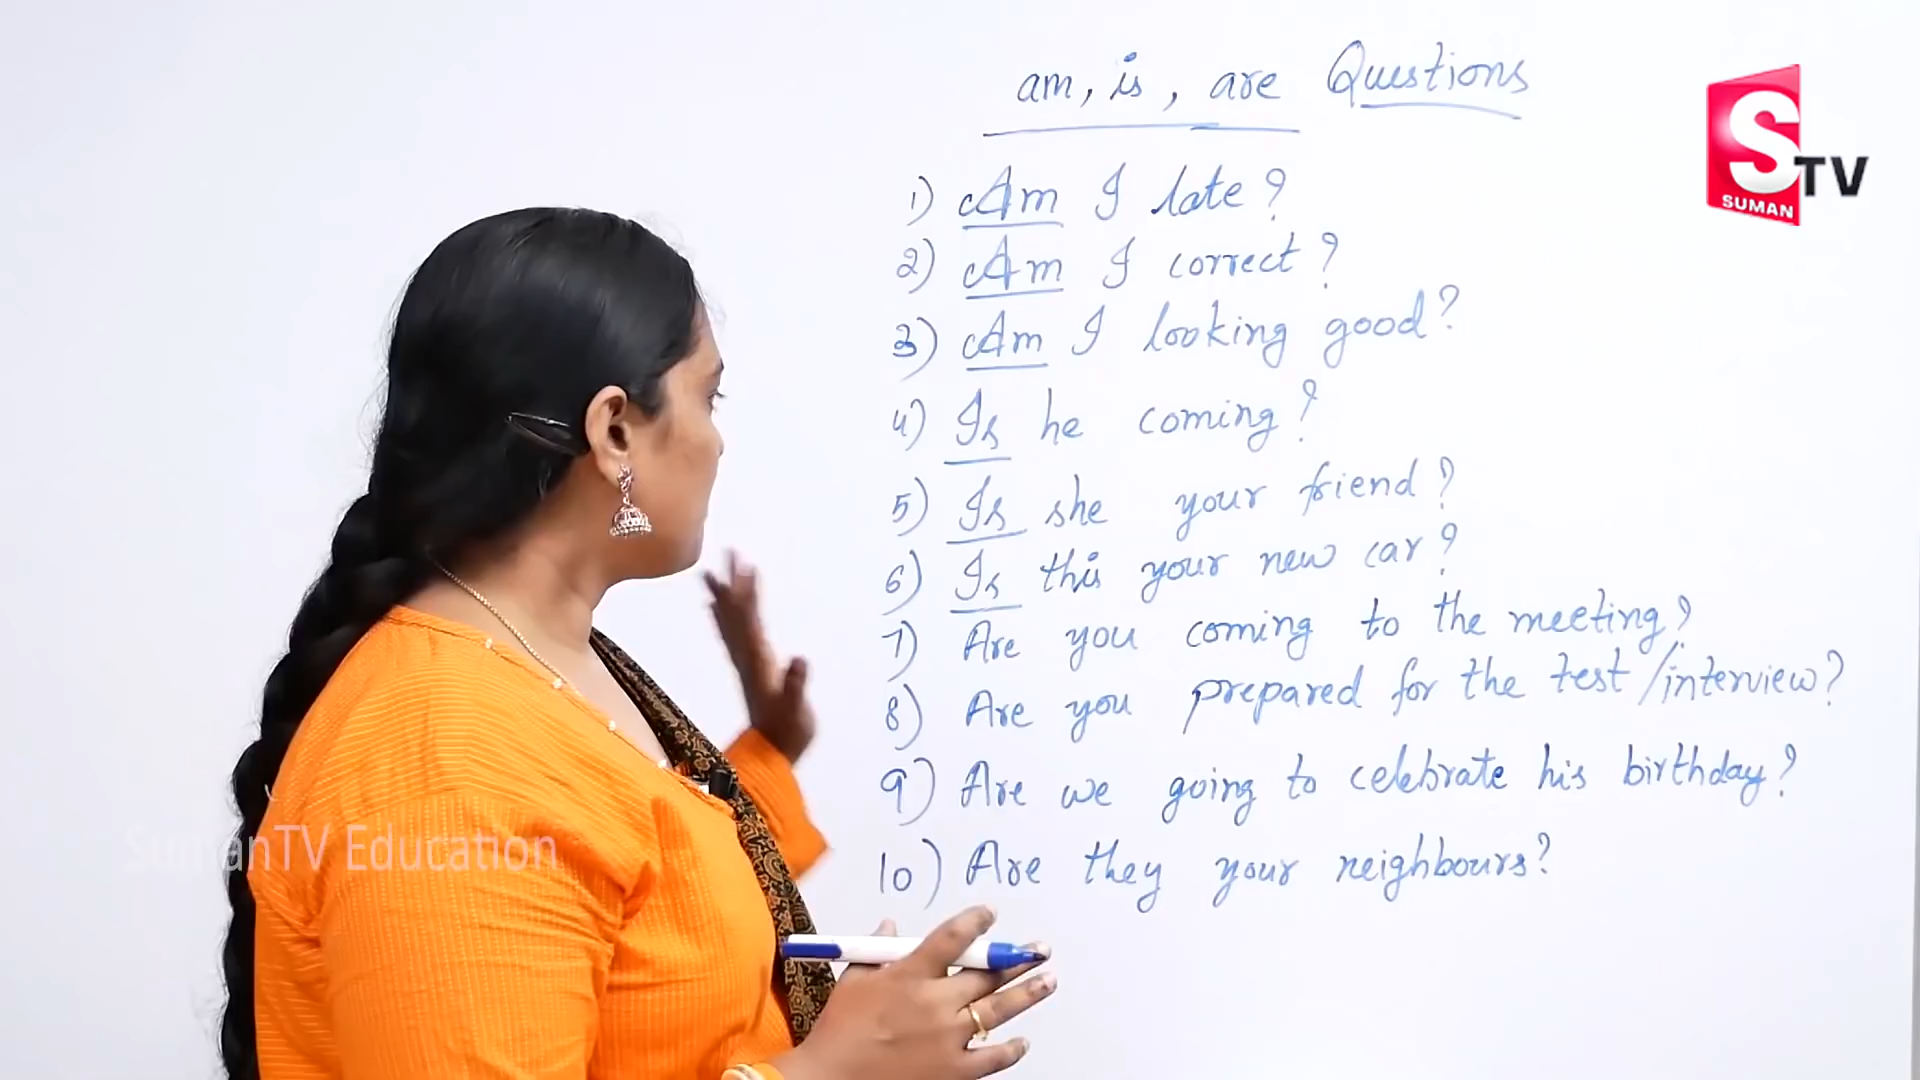 am, is, are Questions
1) Am I late?
2) Am I correct?
3) Am I looking good?
4) Is he coming?
5) Is she your friend?
6) Is this your new car?
7) Are you coming to the meeting?
8) Are you prepared for the test/interview?
9) Are we going to celebrate his birthday?
10) Are they your neighbours?
S TV
SUMAN
SumanTV Education